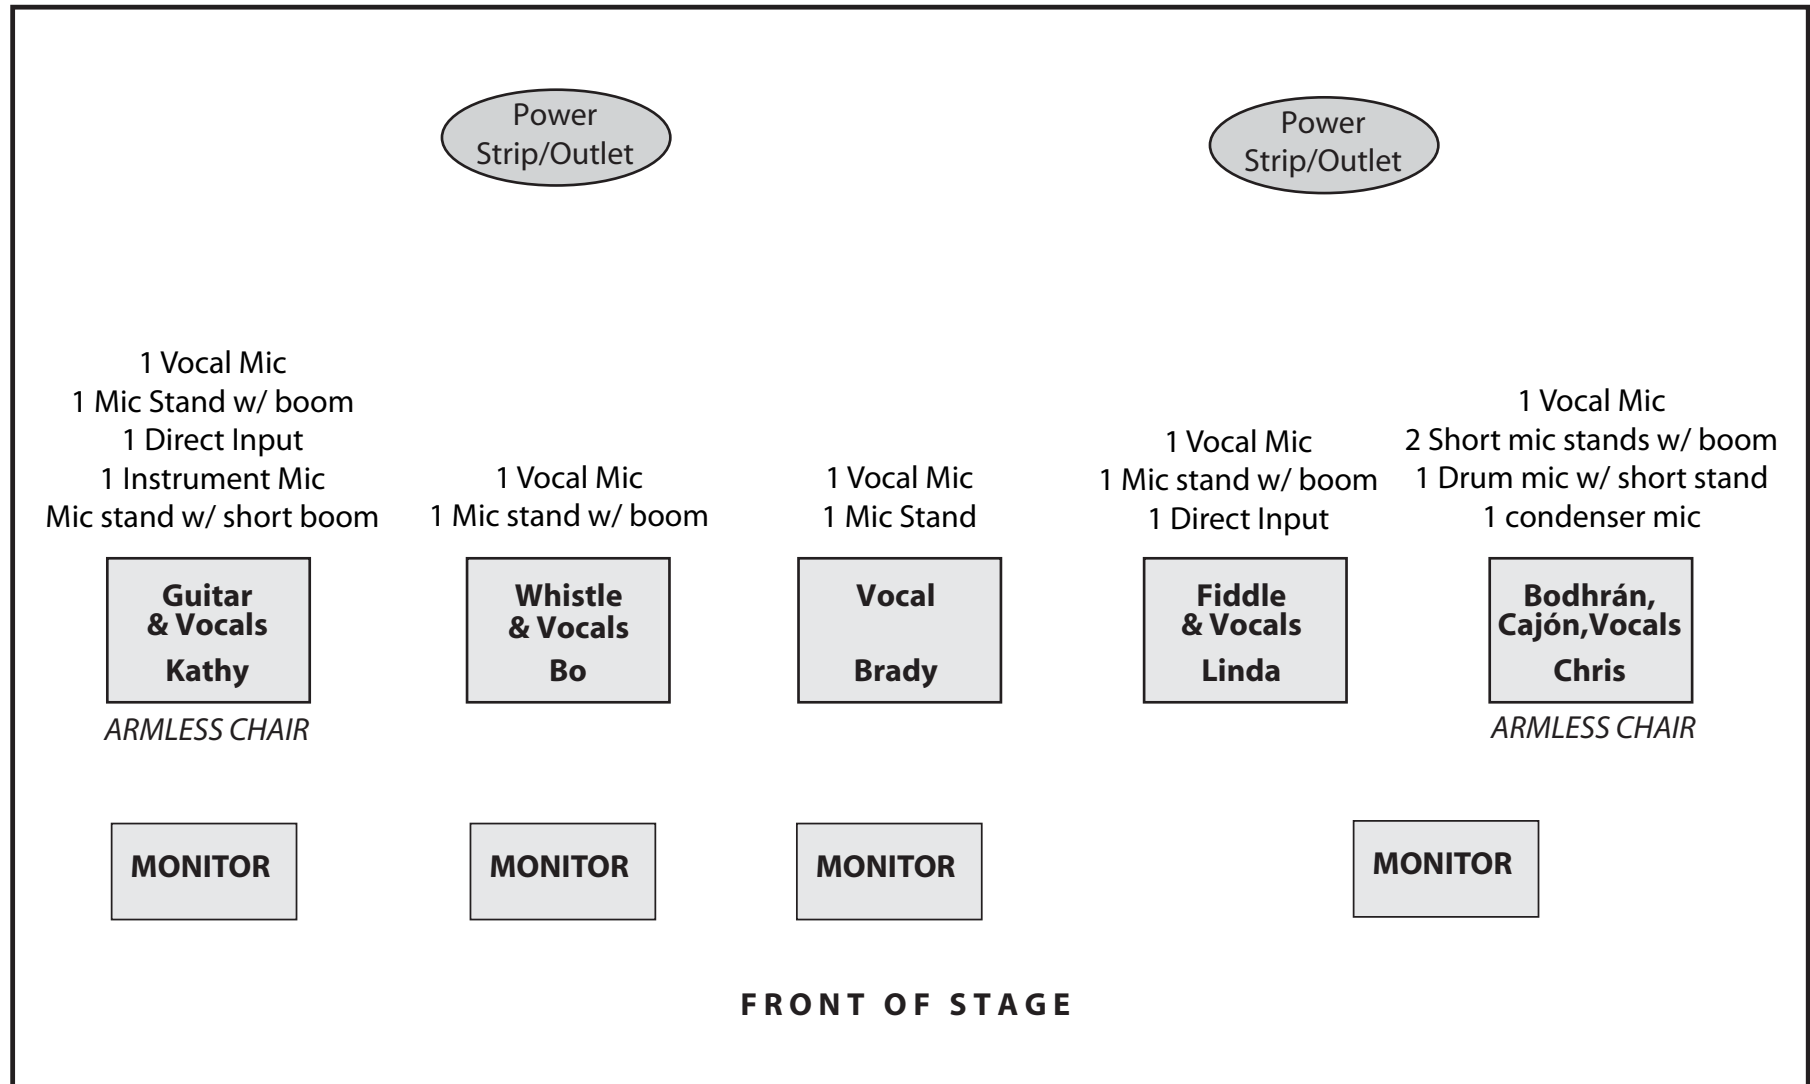 Power
Strip/Outlet
Power
Strip/Outlet
1 Vocal Mic
1 Mic Stand w/ boom
1 Direct Input
1 Instrument Mic
Mic stand w/ short boom
1 Vocal Mic
1 Mic stand w/ boom
1 Vocal Mic
1 Mic Stand
1 Vocal Mic
1 Mic stand w/ boom
1 Direct Input
1 Vocal Mic
2 Short mic stands w/ boom
1 Drum mic w/ short stand
1 condenser mic
Guitar
& Vocals
Kathy
ARMLESS CHAIR
Whistle
& Vocals
Bo
Vocal
Brady
Fiddle
& Vocals
Linda
Bodhrán,
Cajón,Vocals
Chris
ARMLESS CHAIR
MONITOR
MONITOR
MONITOR
MONITOR
FRONT OF STAGE